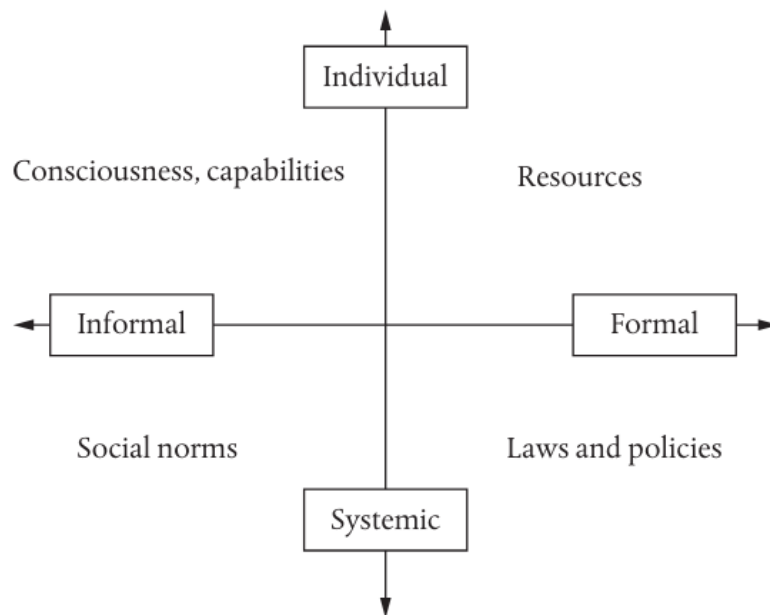 Individual
Consciousness, capabilities
Resources
Informal
Formal
Social norms
Laws and policies
Systemic